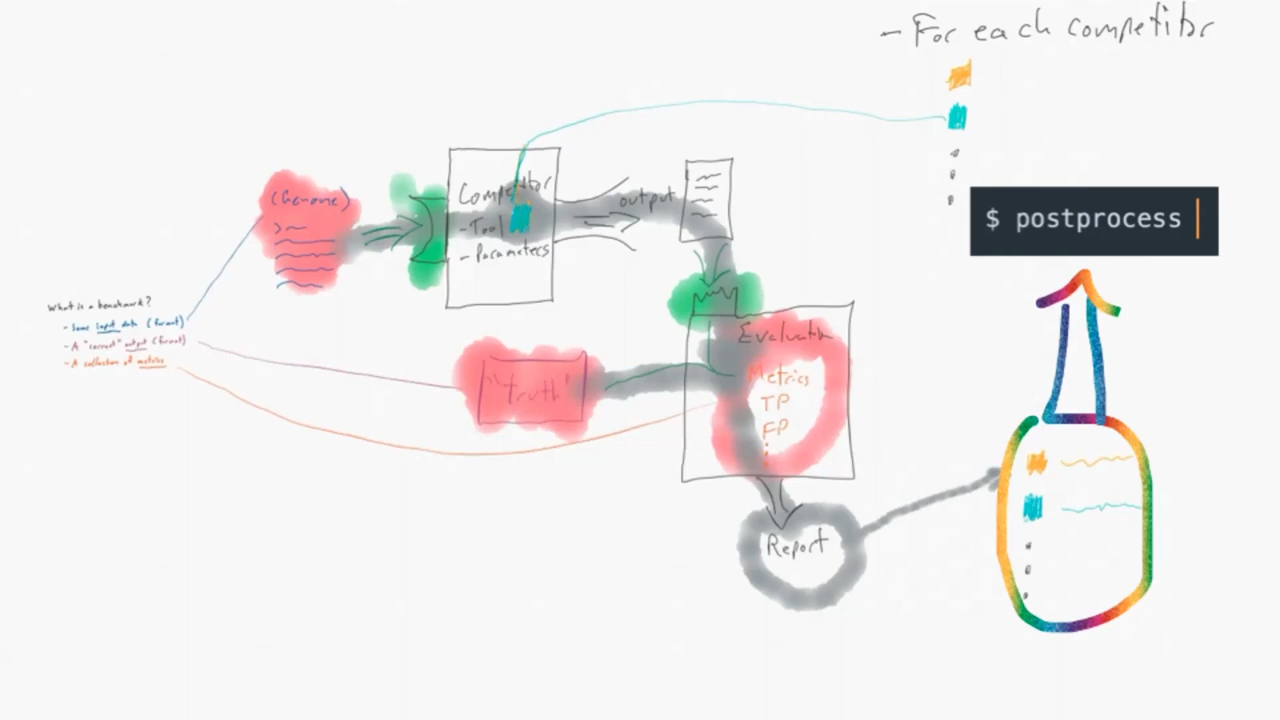 - For each competitor
(Genome)
Competitor
- Tool
- Parameters
output
$ postprocess
What is a benchmark?
- Same input data (format)
- A "correct" output (format)
- A collection of metrics
"truth"
Evaluation
Metrics
TP
FP
Report